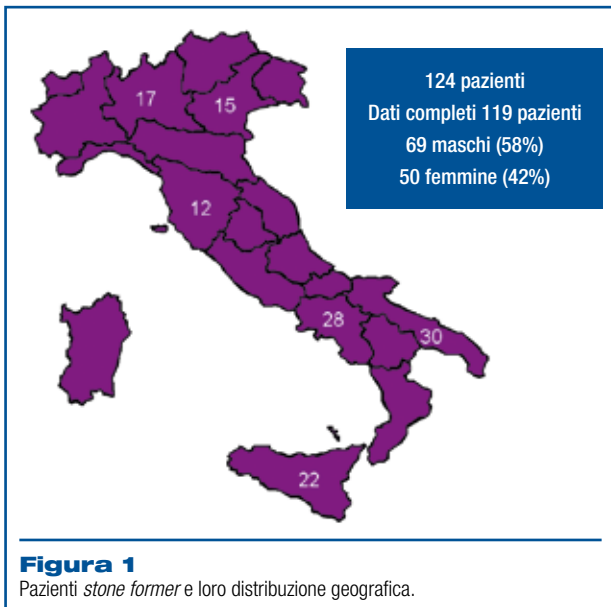 17
15
124 pazienti
Dati completi 119 pazienti
69 maschi (58%)
50 femmine (42%)
12
28
30
22
Figura 1
Pazienti stone former e loro distribuzione geografica.